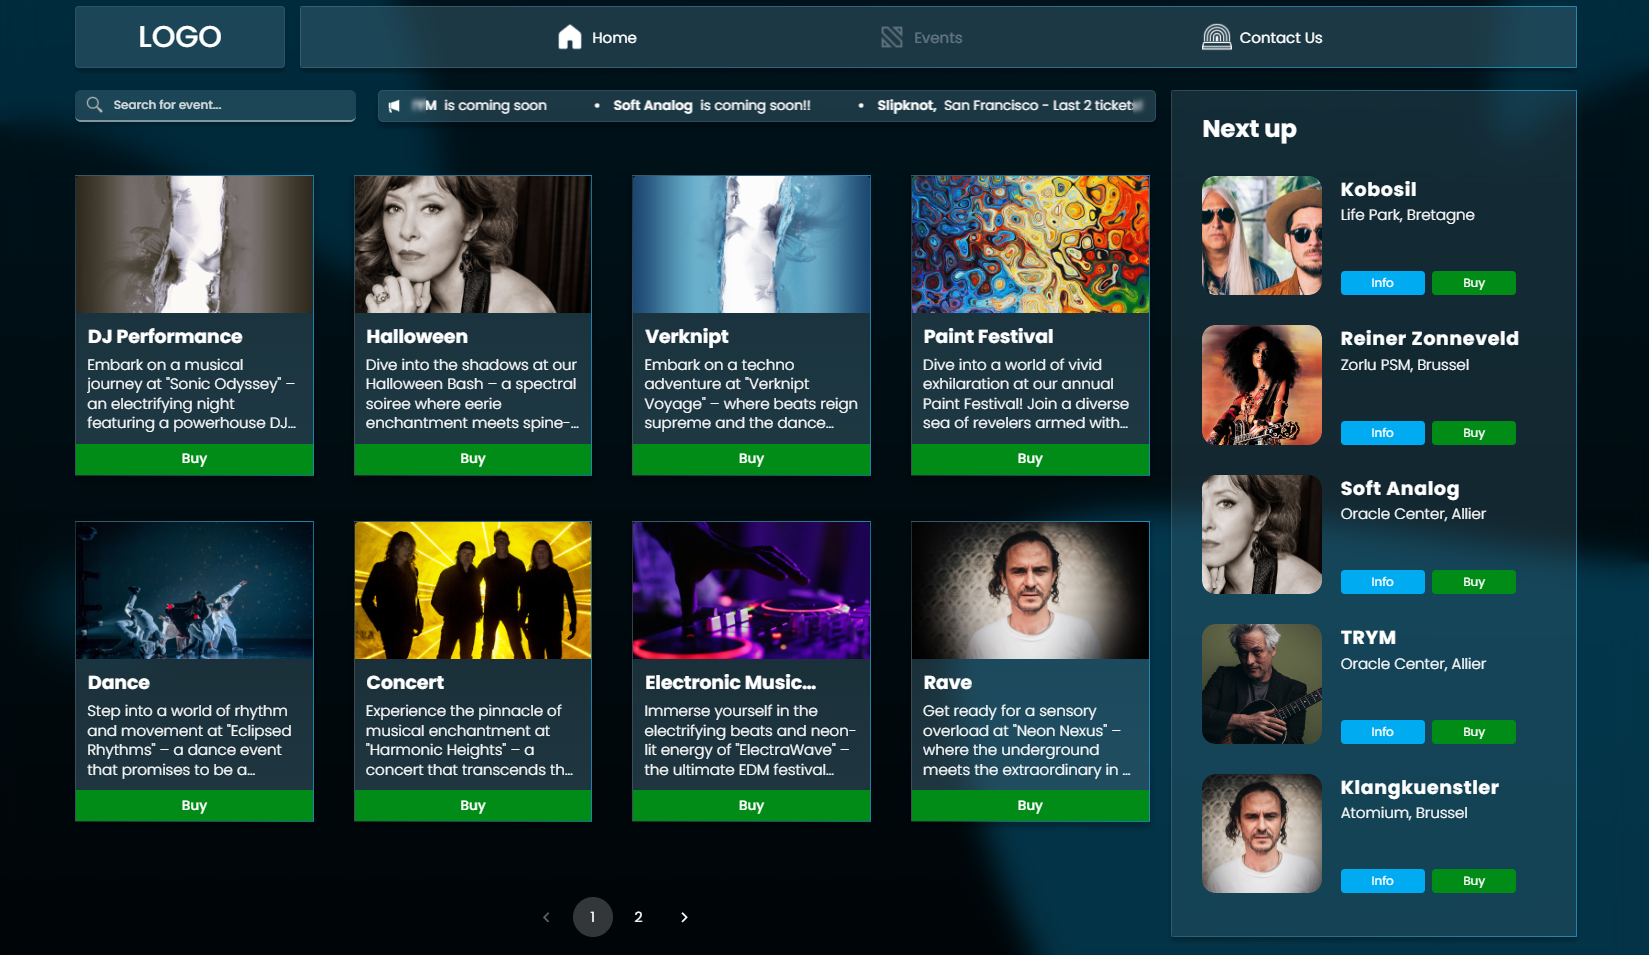 LOGO
Home
Events
Contact Us
Search for event...
M is coming soon • Soft Analog is coming soon!! • Slipknot, San Francisco - Last 2 tickets!
DJ Performance
Embark on a musical
journey at "Sonic Odyssey" –
an electrifying night
featuring a powerhouse DJ...
Buy
Halloween
Dive into the shadows at our
Halloween Bash – a spectral
soiree where eerie
enchantment meets spine-...
Buy
Verknipt
Embark on a techno
adventure at "Verknipt
Voyage" – where beats reign
supreme and the dance...
Buy
Paint Festival
Dive into a world of vivid
exhilaration at our annual
Paint Festival! Join a diverse
sea of revelers armed with...
Buy
Dance
Step into a world of rhythm
and movement at "Eclipsed
Rhythms" – a dance event
that promises to be a...
Buy
Concert
Experience the pinnacle of
musical enchantment at
"Harmonic Heights" – a
concert that transcends th...
Buy
Electronic Music...
Immerse yourself in the
electrifying beats and neon-
lit energy of "ElectraWave" –
the ultimate EDM festival...
Buy
Rave
Get ready for a sensory
overload at "Neon Nexus" –
where the underground
meets the extraordinary in ...
Buy
1 2
Next up
Kobosil
Life Park, Bretagne
Info Buy
Reiner Zonneveld
Zorlu PSM, Brussel
Info Buy
Soft Analog
Oracle Center, Allier
Info Buy
TRYM
Oracle Center, Allier
Info Buy
Klangkuenstler
Atomium, Brussel
Info Buy